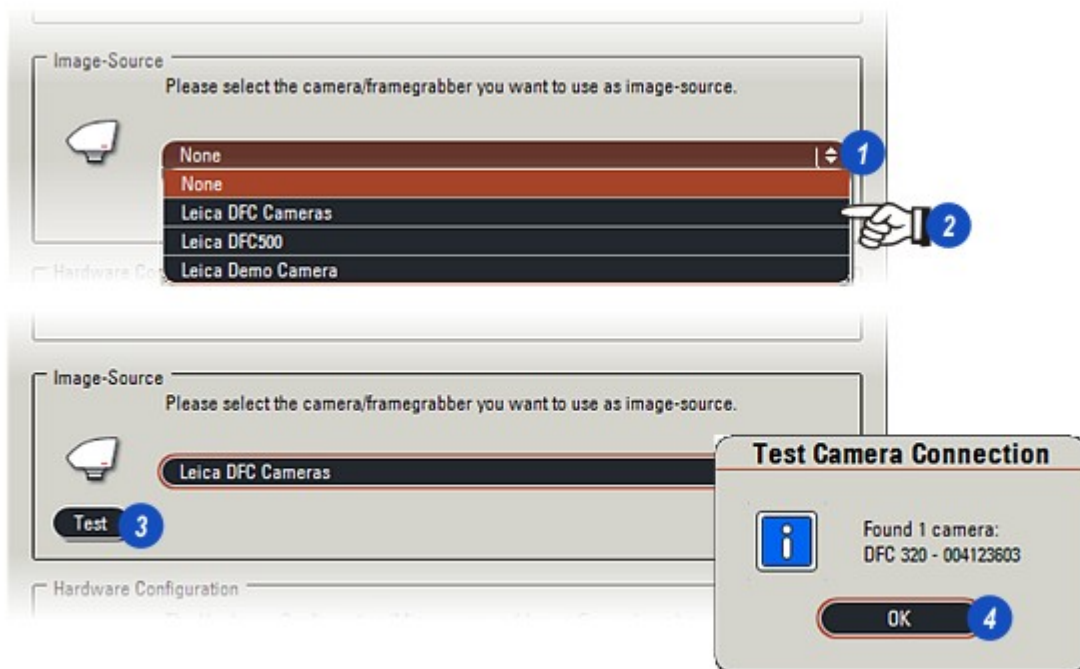 Image-Source
Please select the camera/framegrabber you want to use as image-source.
None
1
None
Leica DFC Cameras
2
Leica DFC500
Leica Demo Camera
Image-Source
Please select the camera/framegrabber you want to use as image-source.
Leica DFC Cameras
Test
3
Hardware Configuration
Test Camera Connection
Found 1 camera:
DFC 320 - 004123603
OK
4